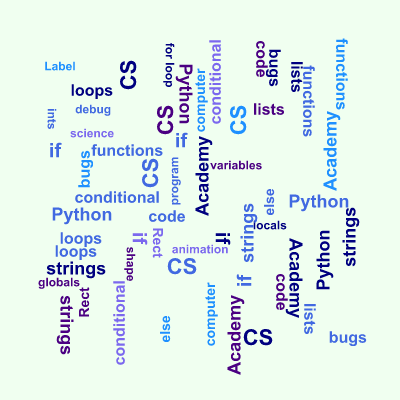 Label
loops
CS
for loop
Python
computer
conditional
code
bugs
lists
functions
functions
ints
debug
CS
CS
lists
science
if
if
bugs
functions
CS
program
Academy
variables
Academy
conditional
code
else
Python
Python
strings
locals
strings
loops
loops
if
Rect
animation
if
strings
shape
CS
if
Academy
Python
globals
strings
Rect
conditional
else
computer
Academy
CS
code
lists
bugs